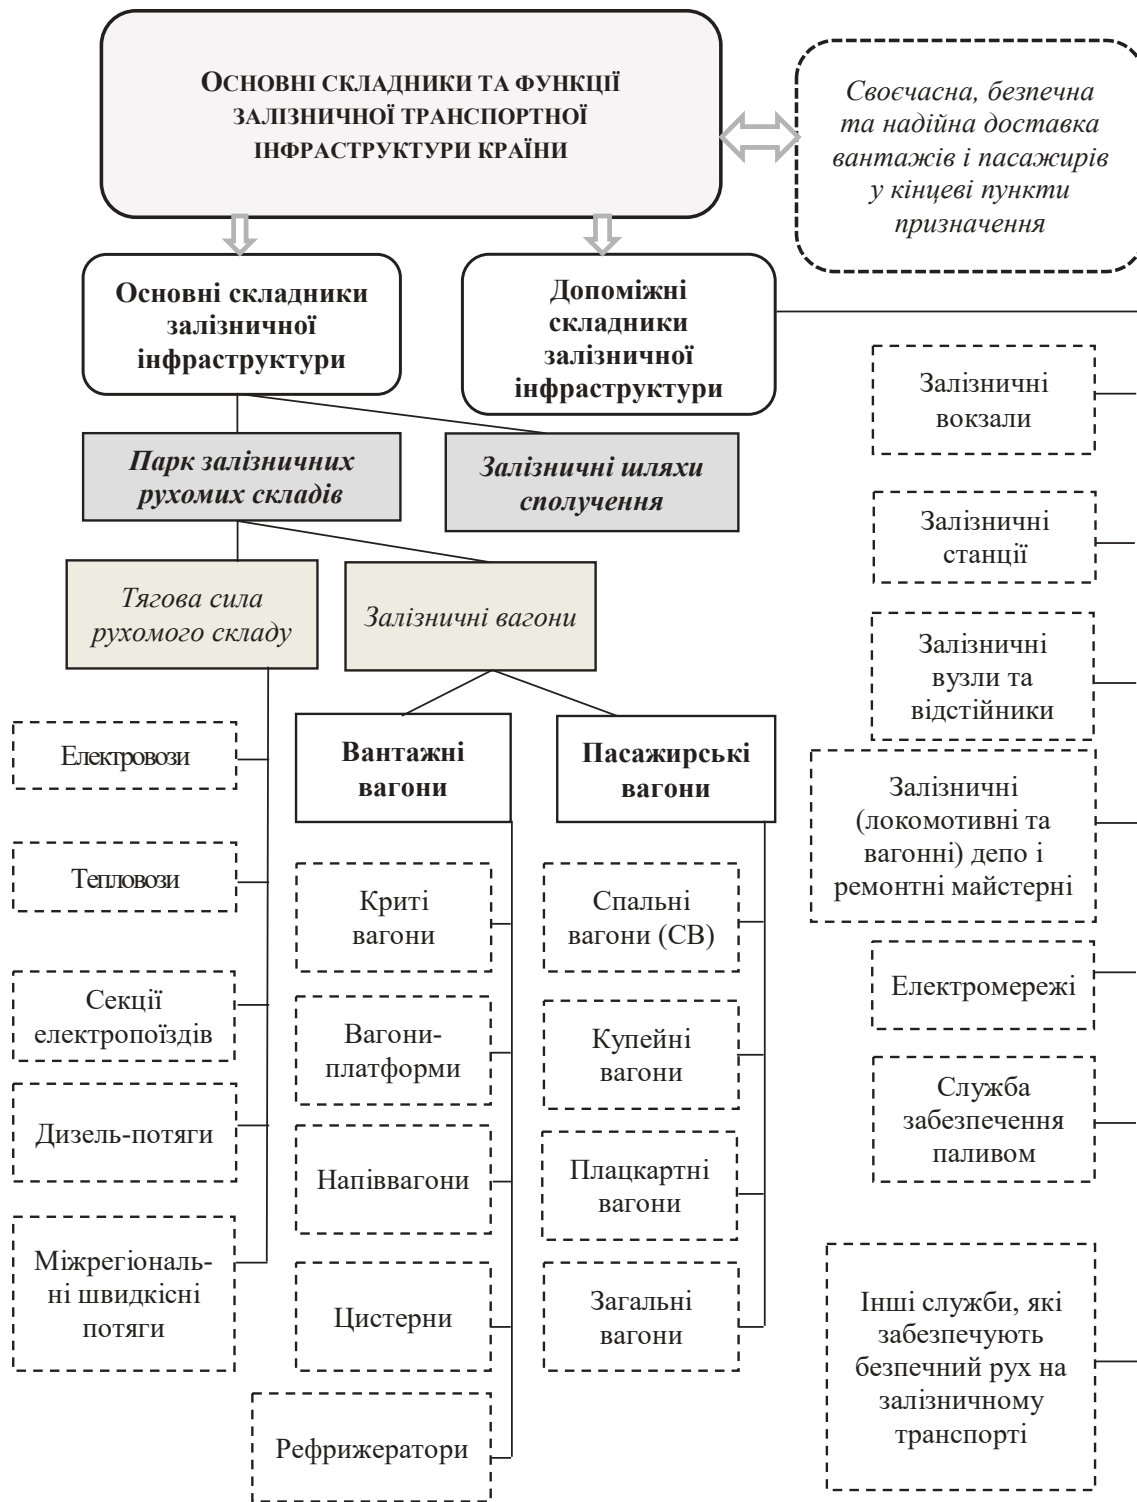 ОСНОВНІ СКЛАДНИКИ ТА ФУНКЦІЇ
ЗАЛІЗНИЧНОЇ ТРАНСПОРТНОЇ
ІНФРАСТРУКТУРИ КРАЇНИ
Своєчасна, безпечна
та надійна доставка
вантажів і пасажирів
у кінцеві пункти
призначення
Основні складники
залізничної
інфраструктури
Допоміжні
складники
залізничної
інфраструктури
Парк залізничних
рухомих складів
Залізничні шляхи
сполучення
Тягова сила
рухомого складу
Залізничні вагони
Електровози
Тепловози
Секції
електропоїздів
Дизель-потяги
Міжрегіональ-
ні швидкісні
потяги
Вантажні
вагони
Криті
вагони
Вагони-
платформи
Напіввагони
Цистерни
Рефрижератори
Пасажирські
вагони
Спальні
вагони (СВ)
Купейні
вагони
Плацкартні
вагони
Загальні
вагони
Залізничні
вокзали
Залізничні
станції
Залізничні
вузли та
відстійники
Залізничні
(локомотивні та
вагонні) депо і
ремонтні майстерні
Електромережі
Служба
забезпечення
паливом
Інші служби, які
забезпечують
безпечний рух на
залізничному
транспорті